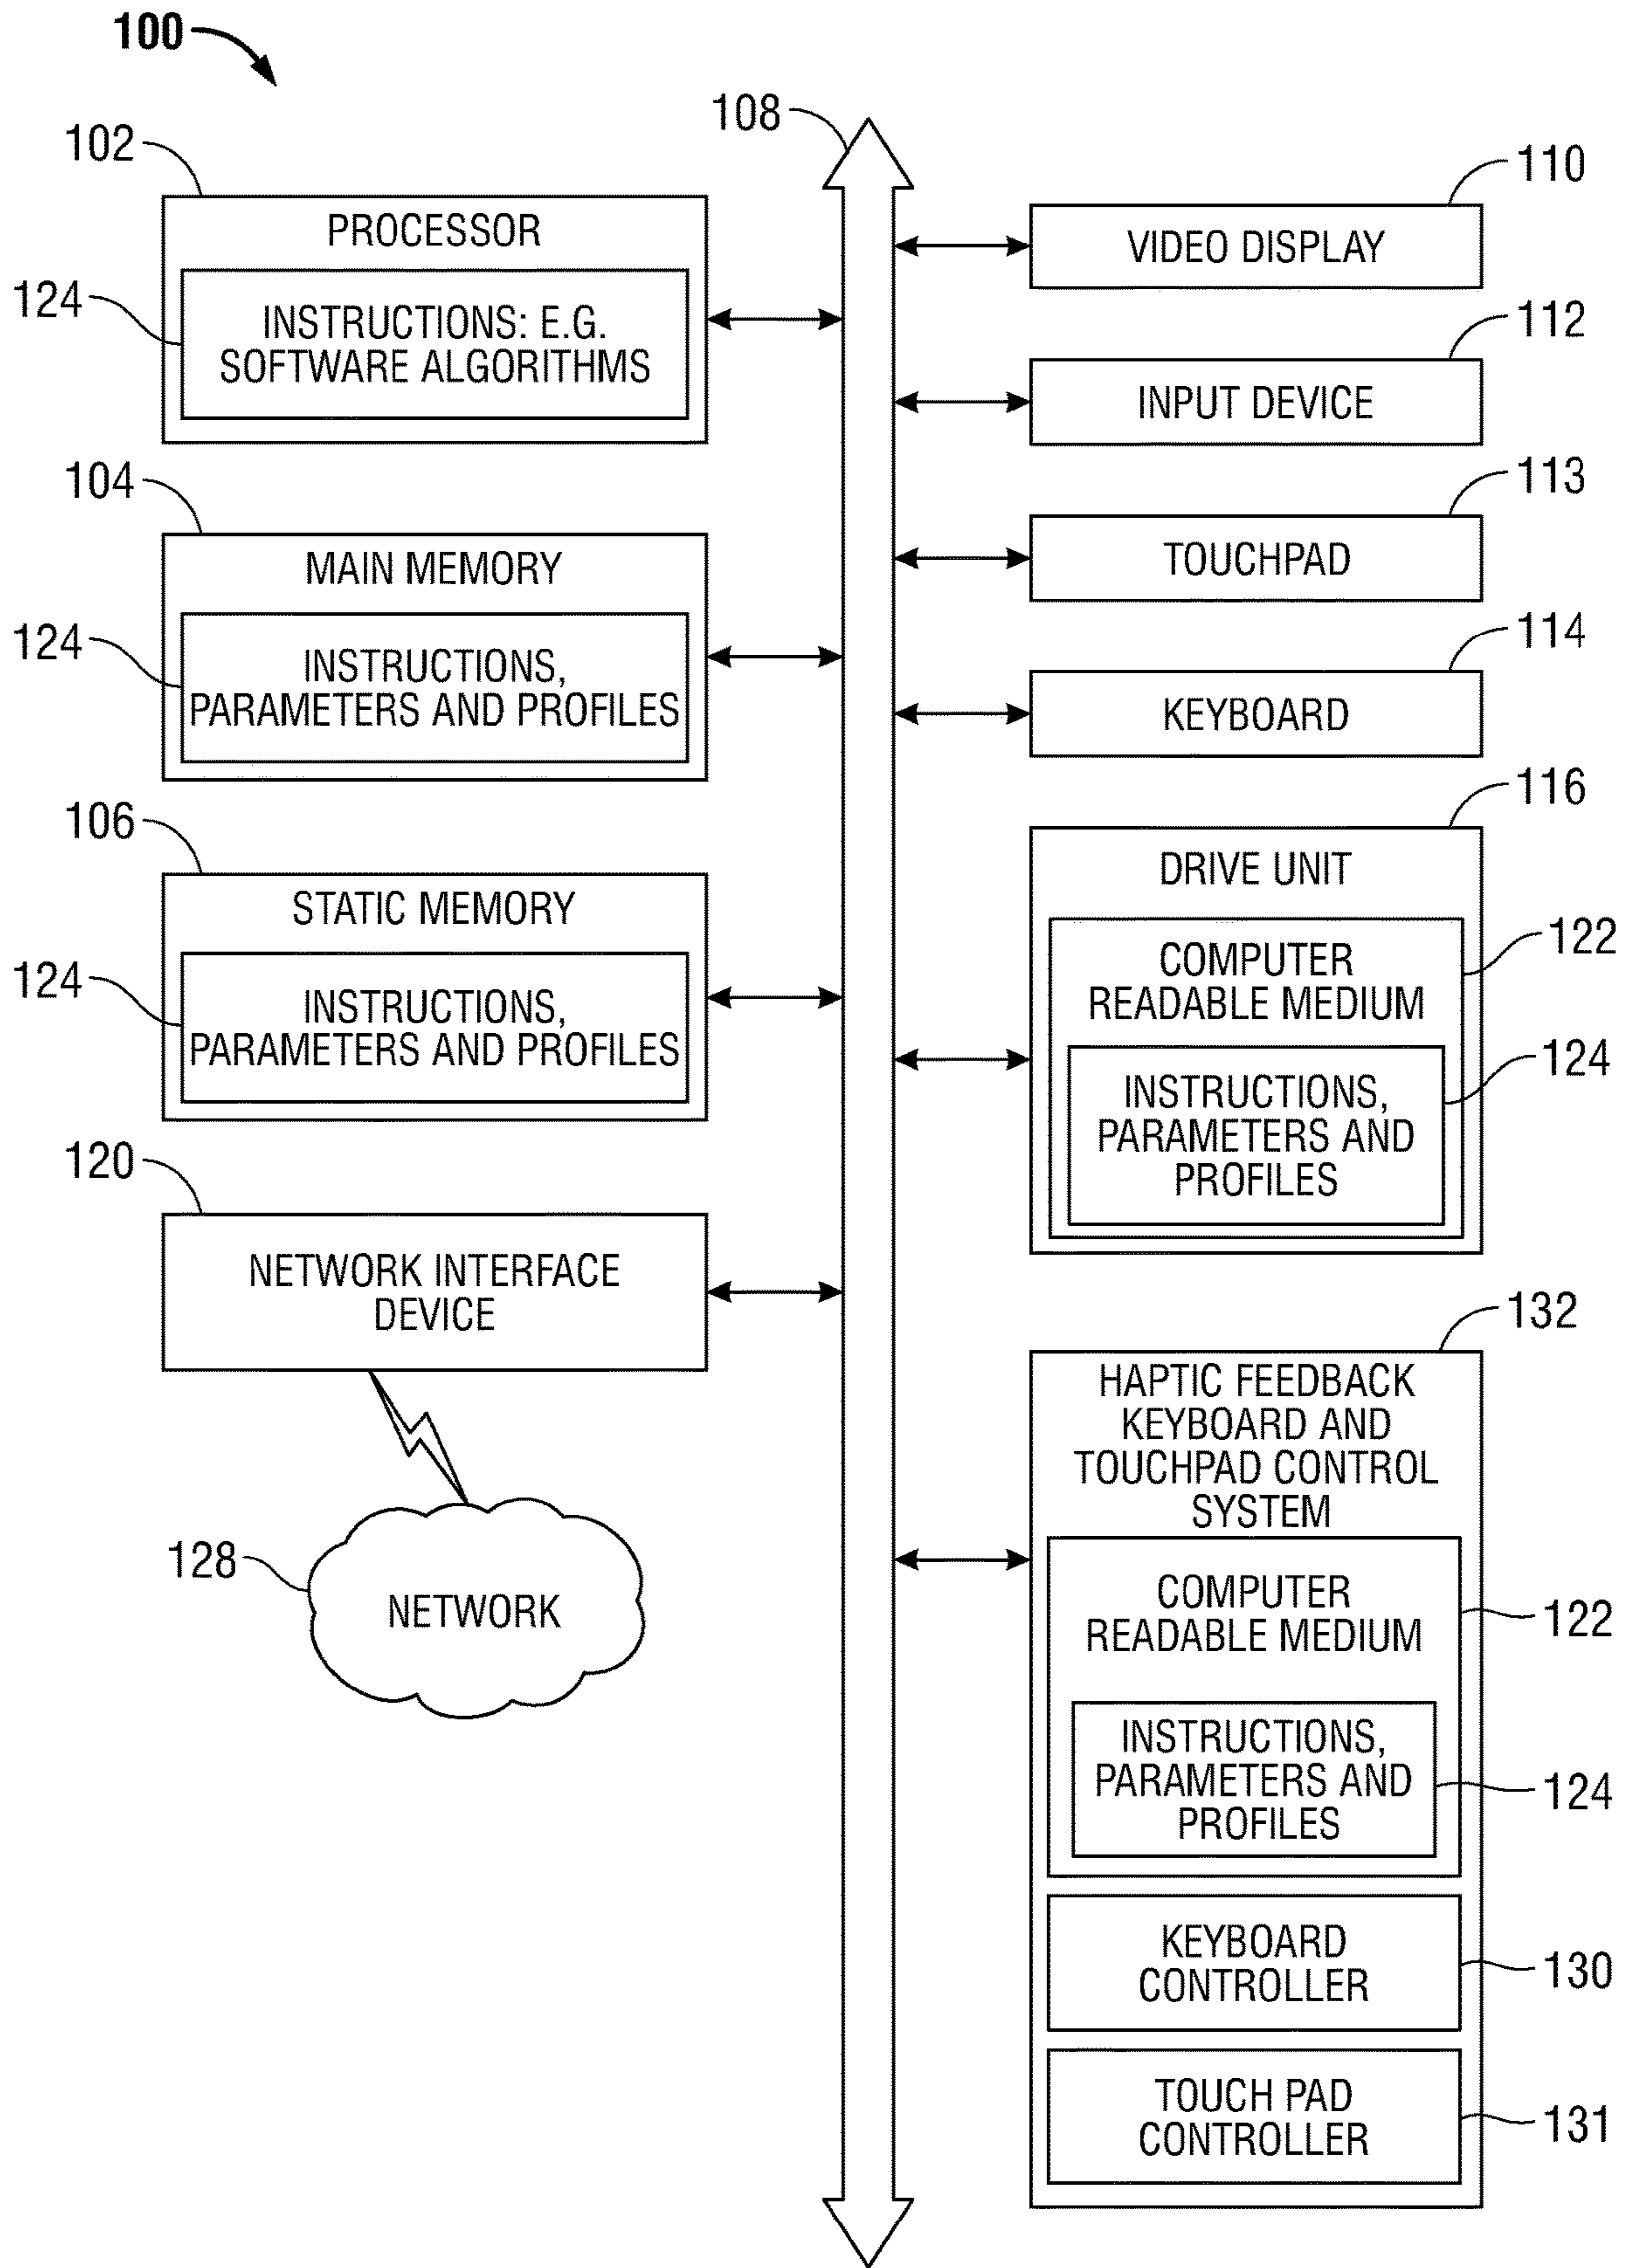 100
108
102
PROCESSOR
124
INSTRUCTIONS: E.G.
SOFTWARE ALGORITHMS
104
MAIN MEMORY
124
INSTRUCTIONS,
PARAMETERS AND PROFILES
106
STATIC MEMORY
124
INSTRUCTIONS,
PARAMETERS AND PROFILES
120
NETWORK INTERFACE
DEVICE
128
NETWORK
110
VIDEO DISPLAY
112
INPUT DEVICE
113
TOUCHPAD
114
KEYBOARD
116
DRIVE UNIT
122
COMPUTER
READABLE MEDIUM
124
INSTRUCTIONS,
PARAMETERS AND
PROFILES
132
HAPTIC FEEDBACK
KEYBOARD AND
TOUCHPAD CONTROL
SYSTEM
COMPUTER
READABLE MEDIUM
122
INSTRUCTIONS,
PARAMETERS AND
PROFILES
124
KEYBOARD
CONTROLLER
130
TOUCH PAD
CONTROLLER
131